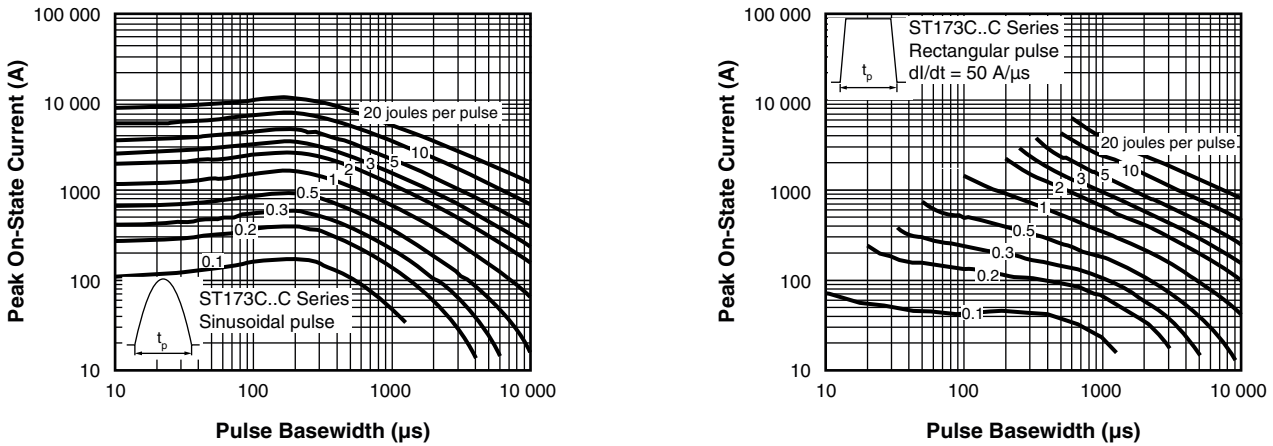 Peak On-State Current (A)
100 000
10 000
1000
100
10
20 joules per pulse
10
5
3
2
1
0.5
0.3
0.2
0.1
ST173C..C Series
Sinusoidal pulse
tp
10
100
1000
10 000
Pulse Basewidth (µs)
Peak On-State Current (A)
100 000
10 000
1000
100
10
ST173C..C Series
Rectangular pulse
dI/dt = 50 A/µs
tp
20 joules per pulse
10
5
3
2
1
0.5
0.3
0.2
0.1
10
100
1000
10 000
Pulse Basewidth (µs)